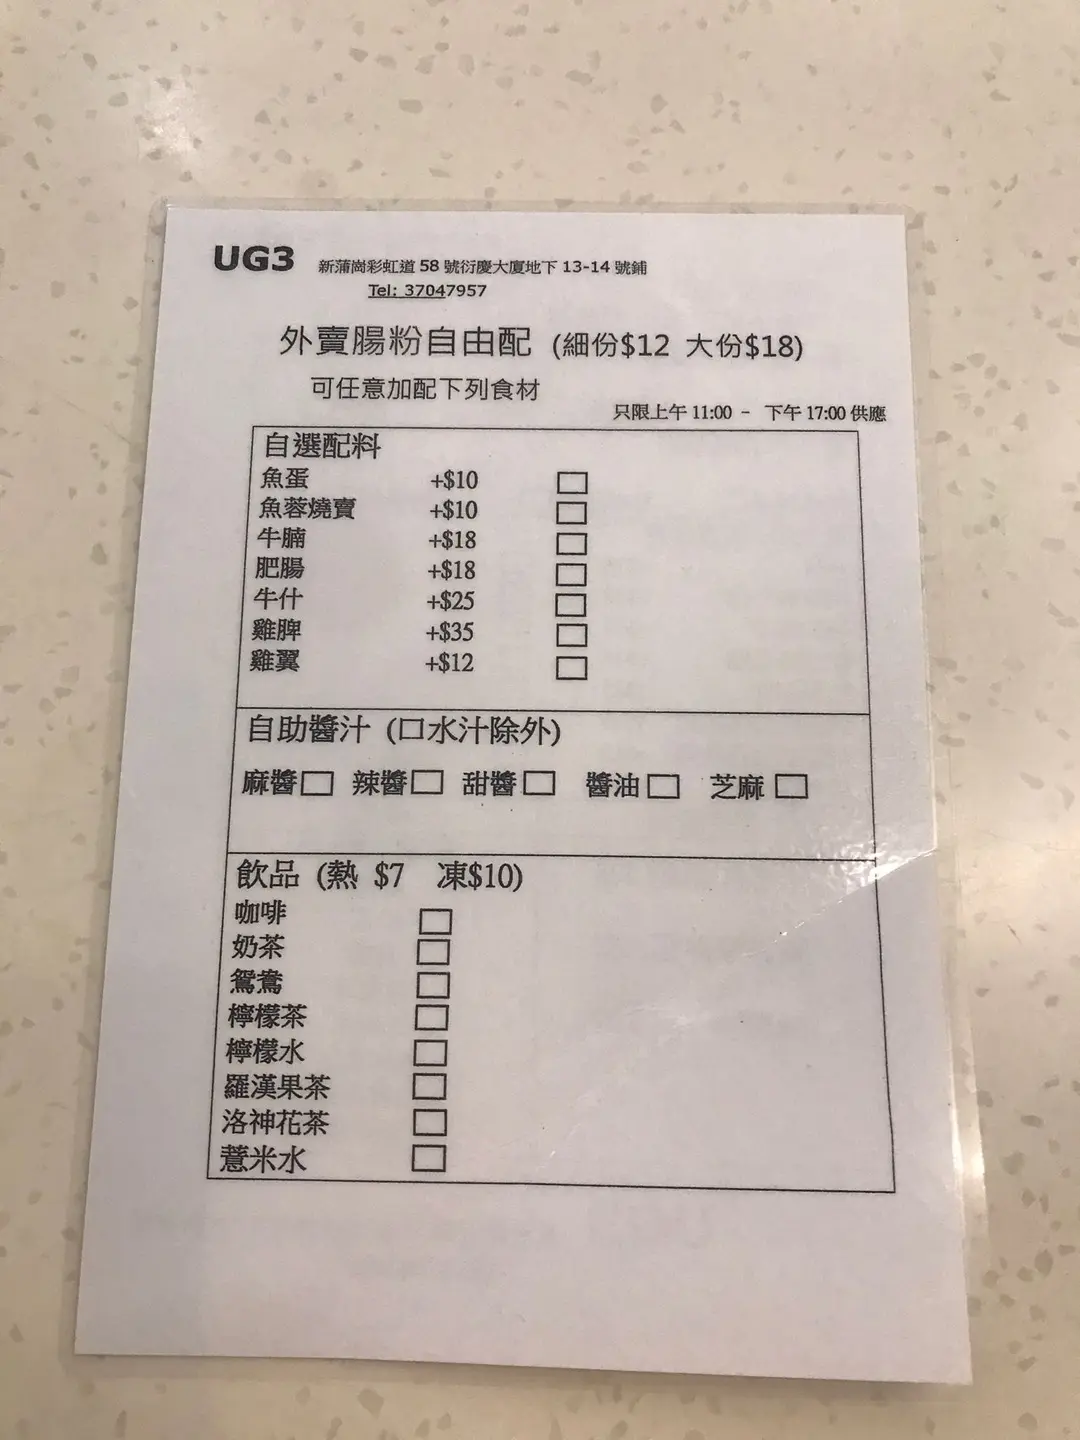 UG3 新蒲崗彩虹道 58 號衍慶大廈地下 13-14 號鋪
Tel: 37047957
外賣腸粉自由配 (細份$12 大份$18)
可任意加配下列食材
只限上午 11:00 - 下午 17:00 供應
自選配料
魚蛋 +$10 □
魚蓉燒賣 +$10 □
牛腩 +$18 □
肥腸 +$18 □
牛什 +$25 □
雞脾 +$35 □
雞翼 +$12 □
自助醬汁 (口水汁除外)
麻醬□ 辣醬□ 甜醬□ 醬油□ 芝麻□
飲品 (熱 $7 凍$10)
咖啡 □
奶茶 □
鴛鴦 □
檸檬茶 □
檸檬水 □
羅漢果茶 □
洛神花茶 □
薏米水 □